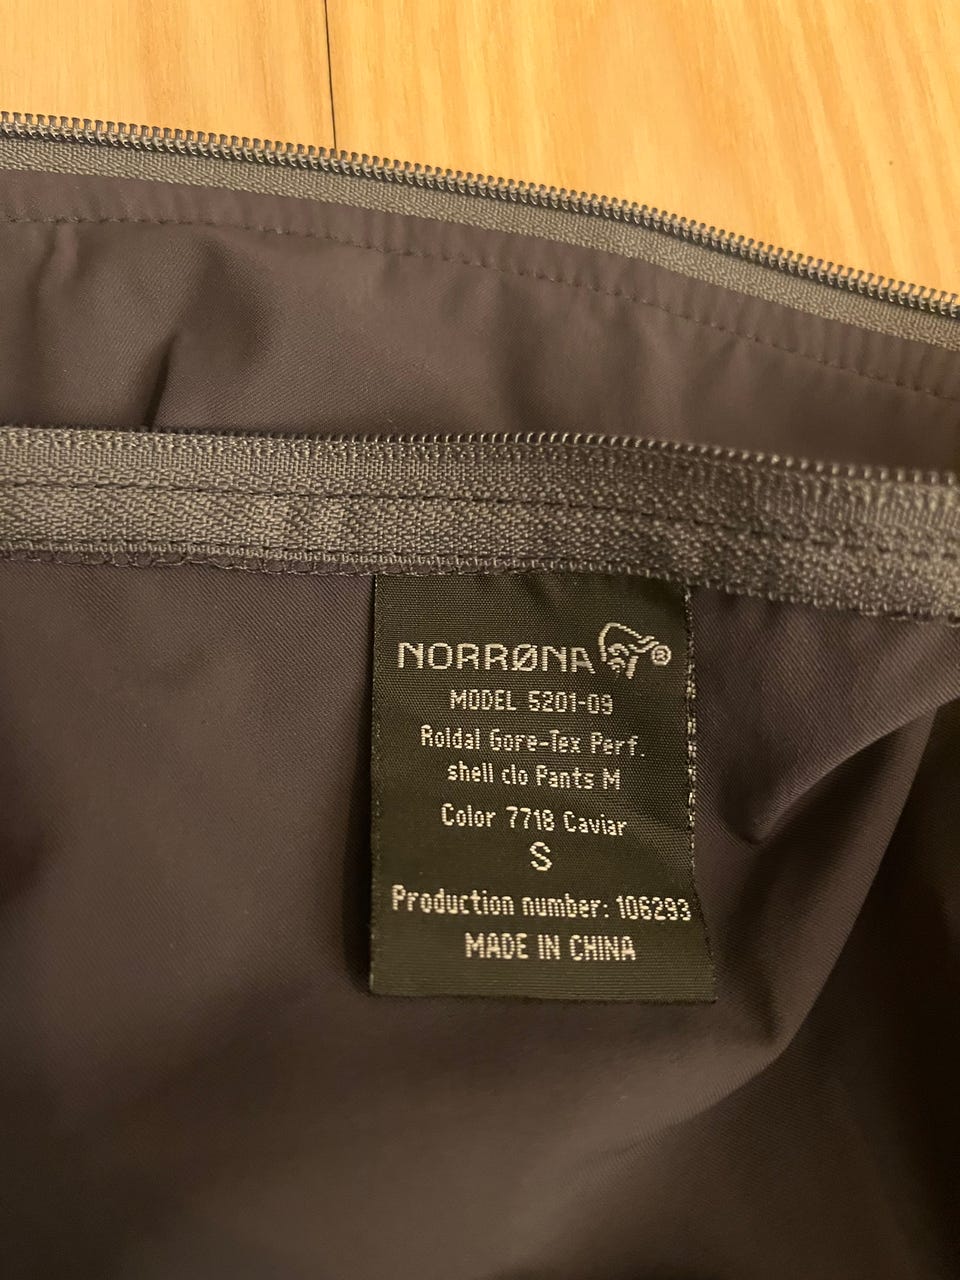 NORRØNA®
MODEL 5201-09
Roldal Gore-Tex Perf.
shell clo Pants M
Color 7718 Caviar
S
Production number: 106293
MADE IN CHINA